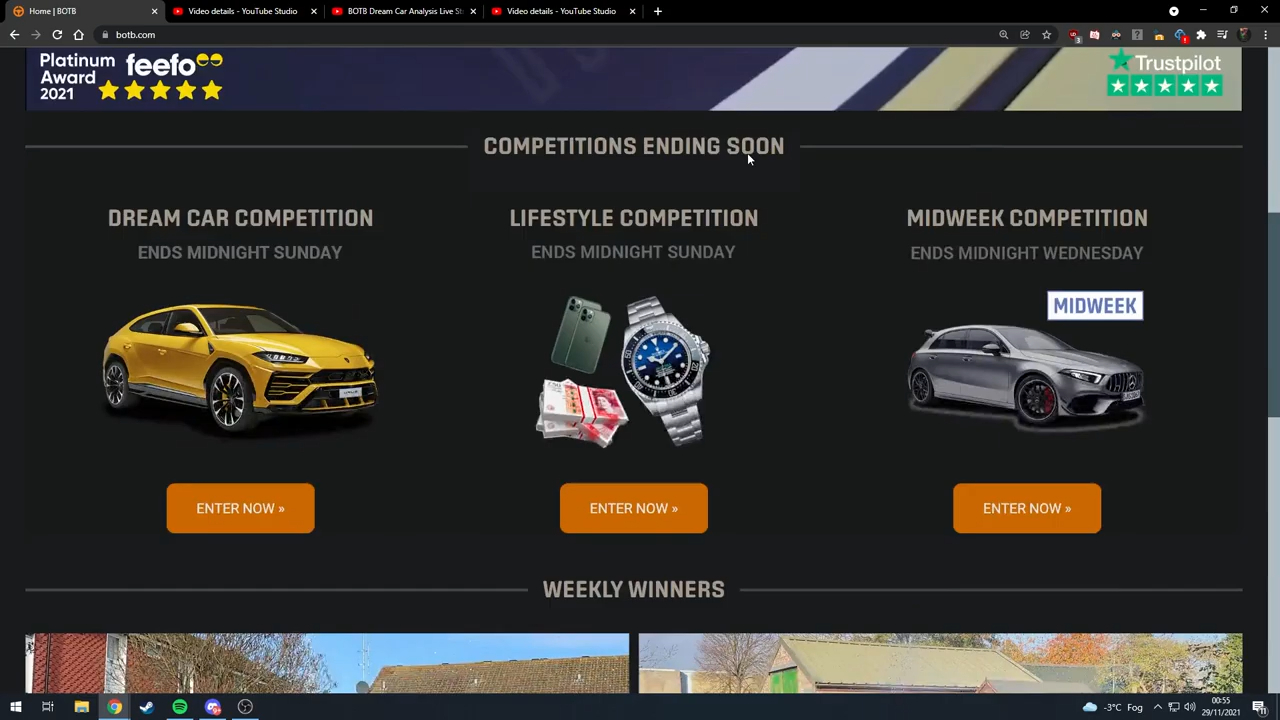 Home | BOTB
Video details - YouTube Studio
BOTB Dream Car Analysis Live St
Video details - YouTube Studio
botb.com
Platinum
Award
2021
feefo
Trustpilot
COMPETITIONS ENDING SOON
DREAM CAR COMPETITION
ENDS MIDNIGHT SUNDAY
ENTER NOW »
LIFESTYLE COMPETITION
ENDS MIDNIGHT SUNDAY
ENTER NOW »
MIDWEEK COMPETITION
ENDS MIDNIGHT WEDNESDAY
MIDWEEK
ENTER NOW »
WEEKLY WINNERS
-3°C Fog
00:55
29/11/2021